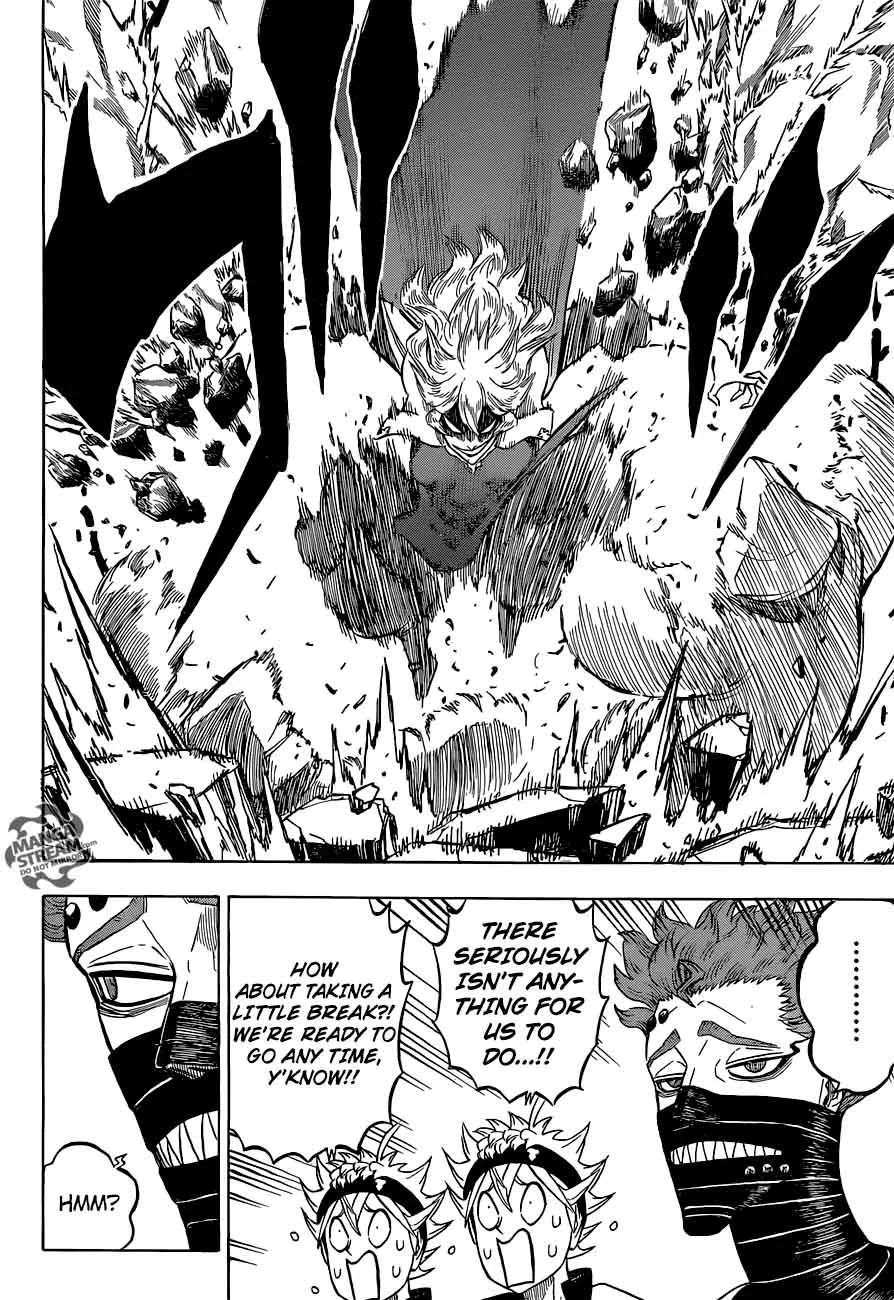 MANGA
STREAM.com
DO NOT MIRROR
.........
THERE
SERIOUSLY
ISN'T ANY-
THING FOR
US TO
DO...!!
HOW
ABOUT TAKING A
LITTLE BREAK?!
WE'RE READY TO
GO ANY TIME,
Y'KNOW!!
HMM?